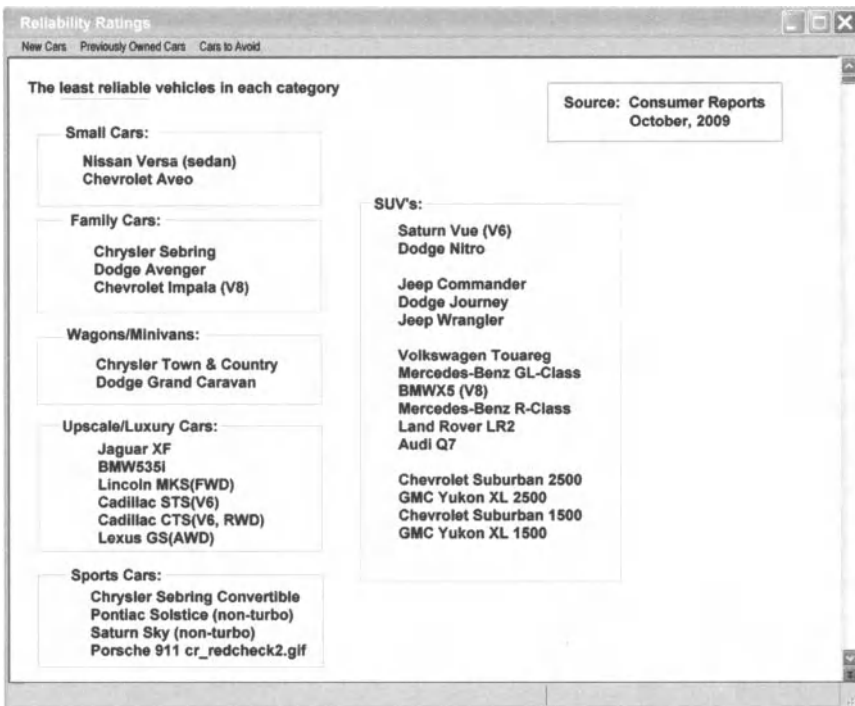 Reliability Ratings
New Cars Previously Owned Cars Cars to Avoid
The least reliable vehicles in each category
Source: Consumer Reports
October, 2009
Small Cars:
Nissan Versa (sedan)
Chevrolet Aveo
Family Cars:
Chrysler Sebring
Dodge Avenger
Chevrolet Impala (V8)
Wagons/Minivans:
Chrysler Town & Country
Dodge Grand Caravan
Upscale/Luxury Cars:
Jaguar XF
BMW535i
Lincoln MKS(FWD)
Cadillac STS(V6)
Cadillac CTS(V6, RWD)
Lexus GS(AWD)
Sports Cars:
Chrysler Sebring Convertible
Pontiac Solstice (non-turbo)
Saturn Sky (non-turbo)
Porsche 911 cr_redcheck2.gif
SUV's:
Saturn Vue (V6)
Dodge Nitro
Jeep Commander
Dodge Journey
Jeep Wrangler
Volkswagen Touareg
Mercedes-Benz GL-Class
BMWX5 (V8)
Mercedes-Benz R-Class
Land Rover LR2
Audi Q7
Chevrolet Suburban 2500
GMC Yukon XL 2500
Chevrolet Suburban 1500
GMC Yukon XL 1500